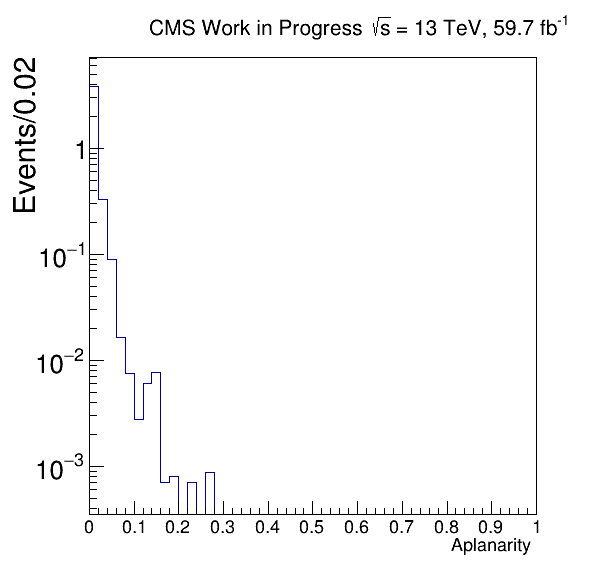 CMS Work in Progress √s = 13 TeV, 59.7 fb⁻¹
Events/0.02
1
10⁻¹
10⁻²
10⁻³
0 0.1 0.2 0.3 0.4 0.5 0.6 0.7 0.8 0.9 1
Aplanarity